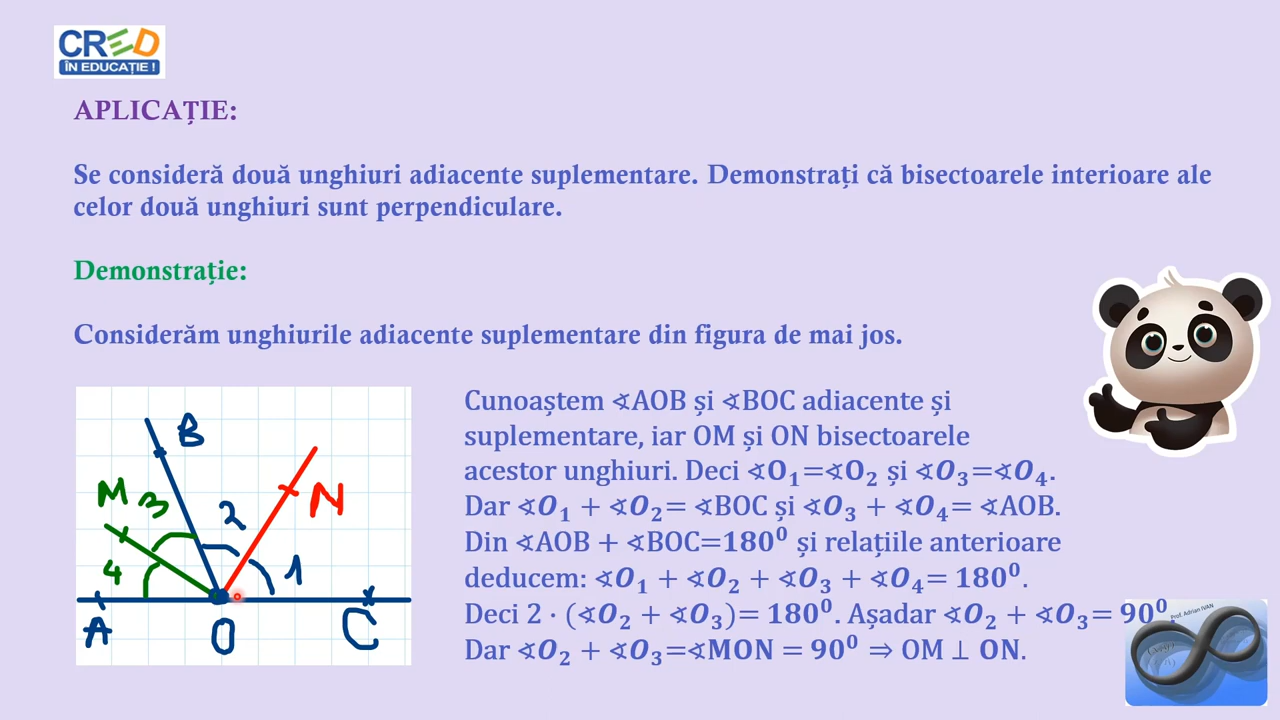 CRED
ÎN EDUCAȚIE !
APLICAȚIE:
Se consideră două unghiuri adiacente suplementare. Demonstrați că bisectoarele interioare ale
celor două unghiuri sunt perpendiculare.
Demonstrație:
Considerăm unghiurile adiacente suplementare din figura de mai jos.
B
M 3
2
N
4
1
A
O
C
Cunoaștem ∢AOB și ∢BOC adiacente și
suplementare, iar OM și ON bisectoarele
acestor unghiuri. Deci ∢O₁=∢O₂ și ∢O₃=∢O₄.
Dar ∢O₁ + ∢O₂= ∢BOC și ∢O₃ + ∢O₄= ∢AOB.
Din ∢AOB + ∢BOC=180⁰ și relațiile anterioare
deducem: ∢O₁ + ∢O₂ + ∢O₃ + ∢O₄= 180⁰.
Deci 2 · (∢O₂ + ∢O₃)= 180⁰. Așadar ∢O₂ + ∢O₃= 90⁰.
Dar ∢O₂ + ∢O₃=∢MON = 90⁰ ⇒ OM ⊥ ON.
Prof. Adrian IVAN